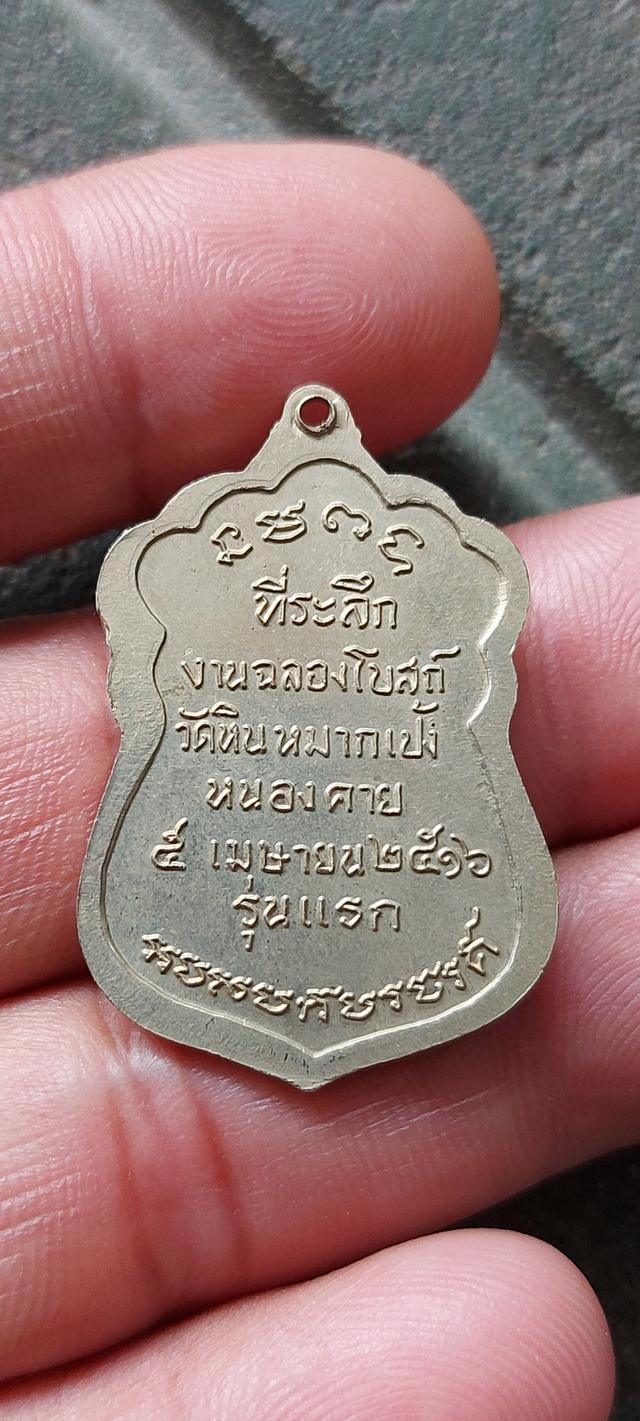 ที่ระลึก
งานฉลองโบสถ์
วัดหินหมากเป้ง
หนองคาย
๕ เมษายน ๒๕๑๖
รุ่นแรก